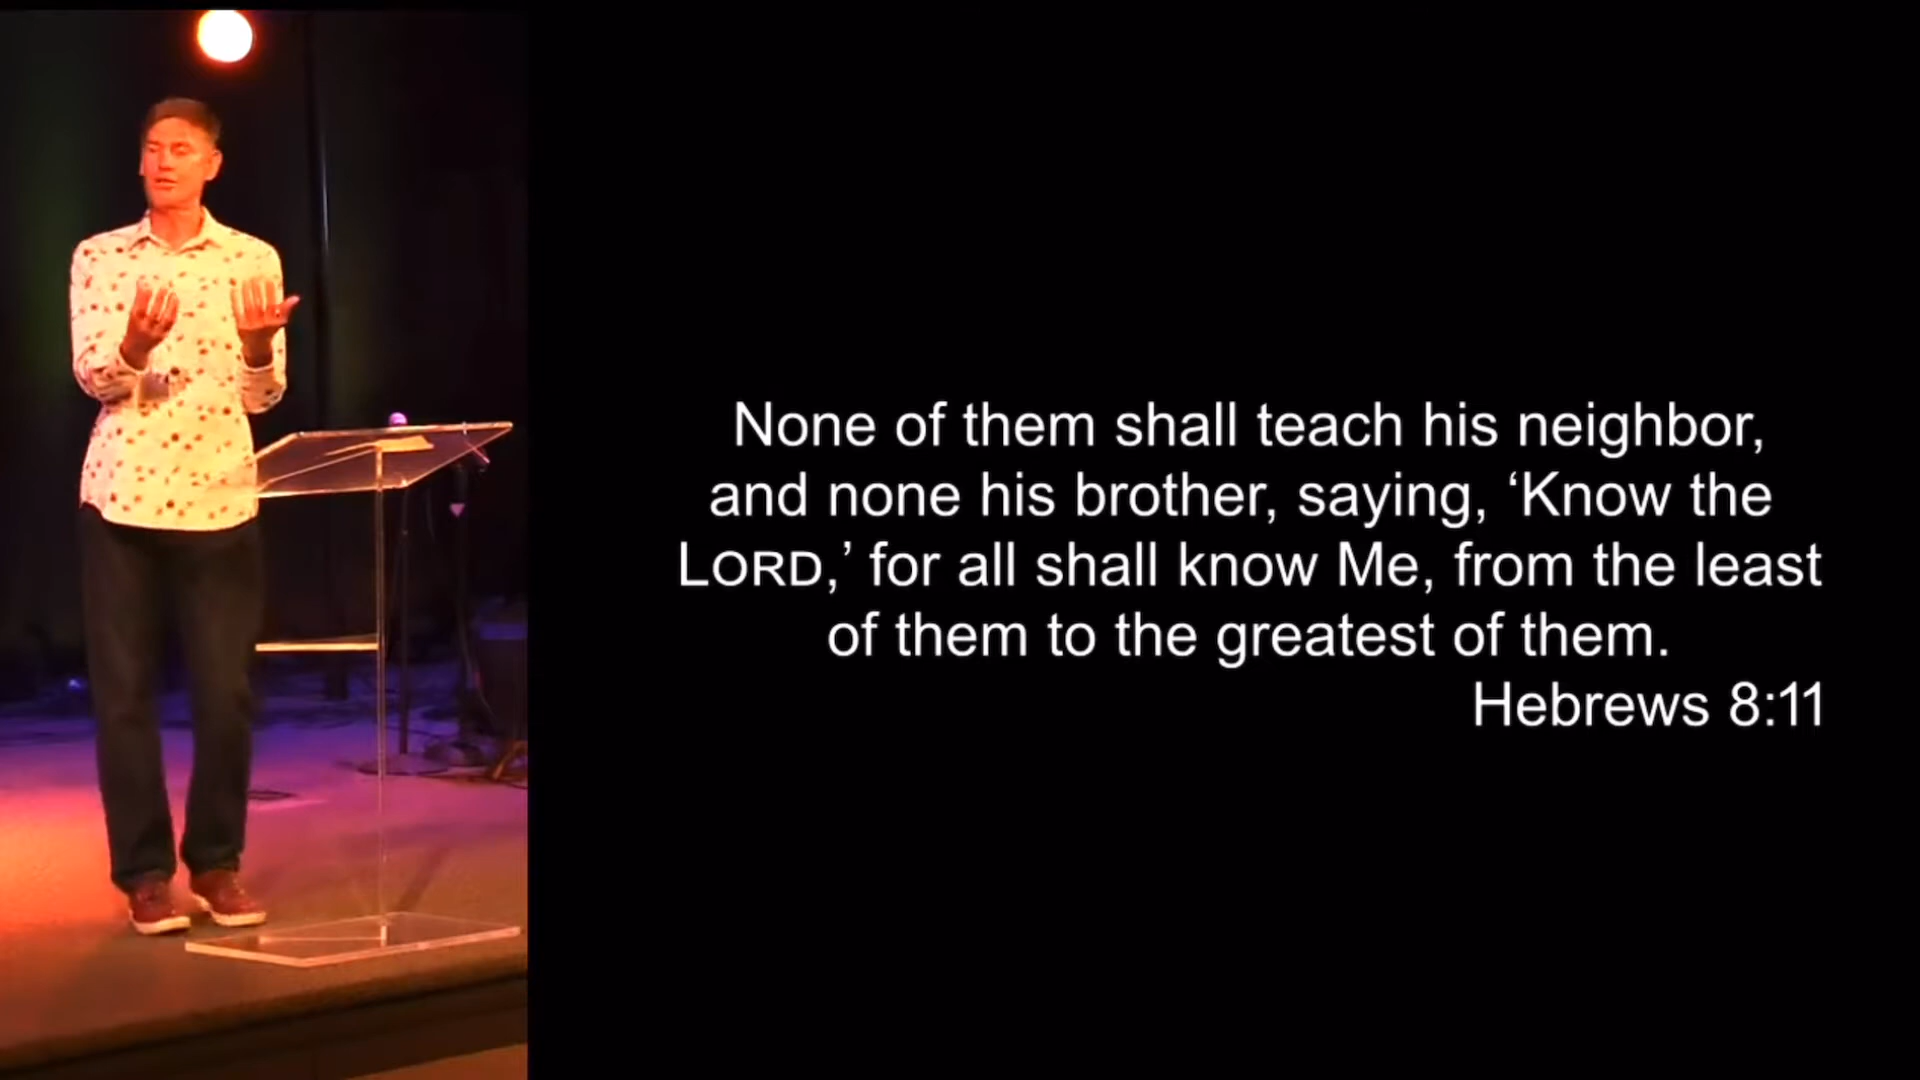 None of them shall teach his neighbor,
and none his brother, saying, ‘Know the
LORD,’ for all shall know Me, from the least
of them to the greatest of them.
Hebrews 8:11